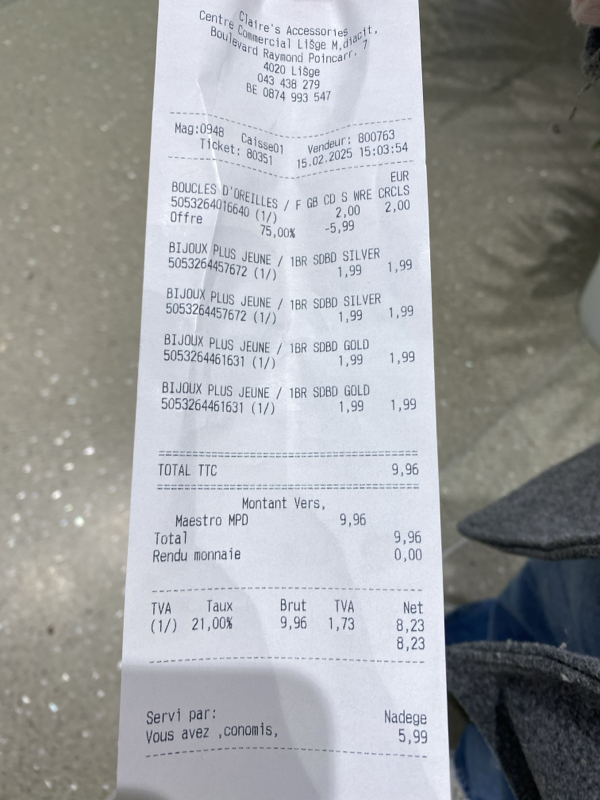 Claire's Accessories
Centre Commercial LiŠge M‚diacit‚
Boulevard Raymond Poincarr. 7
4020 LiŠge
043 438 279
BE 0874 993 547
Mag:0948 Caisse01 Vendeur: 800763
Ticket: 80351 15.02.2025 15:03:54
EUR
BOUCLES D'OREILLES / F GB CD S WRE CRCLS
5053264016640 (1/) 2,00 2,00
Offre 75,00% -5,99
BIJOUX PLUS JEUNE / 1BR SDBD SILVER
5053264457672 (1/) 1,99 1,99
BIJOUX PLUS JEUNE / 1BR SDBD SILVER
5053264457672 (1/) 1,99 1,99
BIJOUX PLUS JEUNE / 1BR SDBD GOLD
5053264461631 (1/) 1,99 1,99
BIJOUX PLUS JEUNE / 1BR SDBD GOLD
5053264461631 (1/) 1,99 1,99
TOTAL TTC 9,96
Montant Vers‚
Maestro MPD 9,96
Total 9,96
Rendu monnaie 0,00
TVA Taux Brut TVA Net
(1/) 21,00% 9,96 1,73 8,23
8,23
Servi par: Nadege
Vous avez ‚conomis‚ 5,99